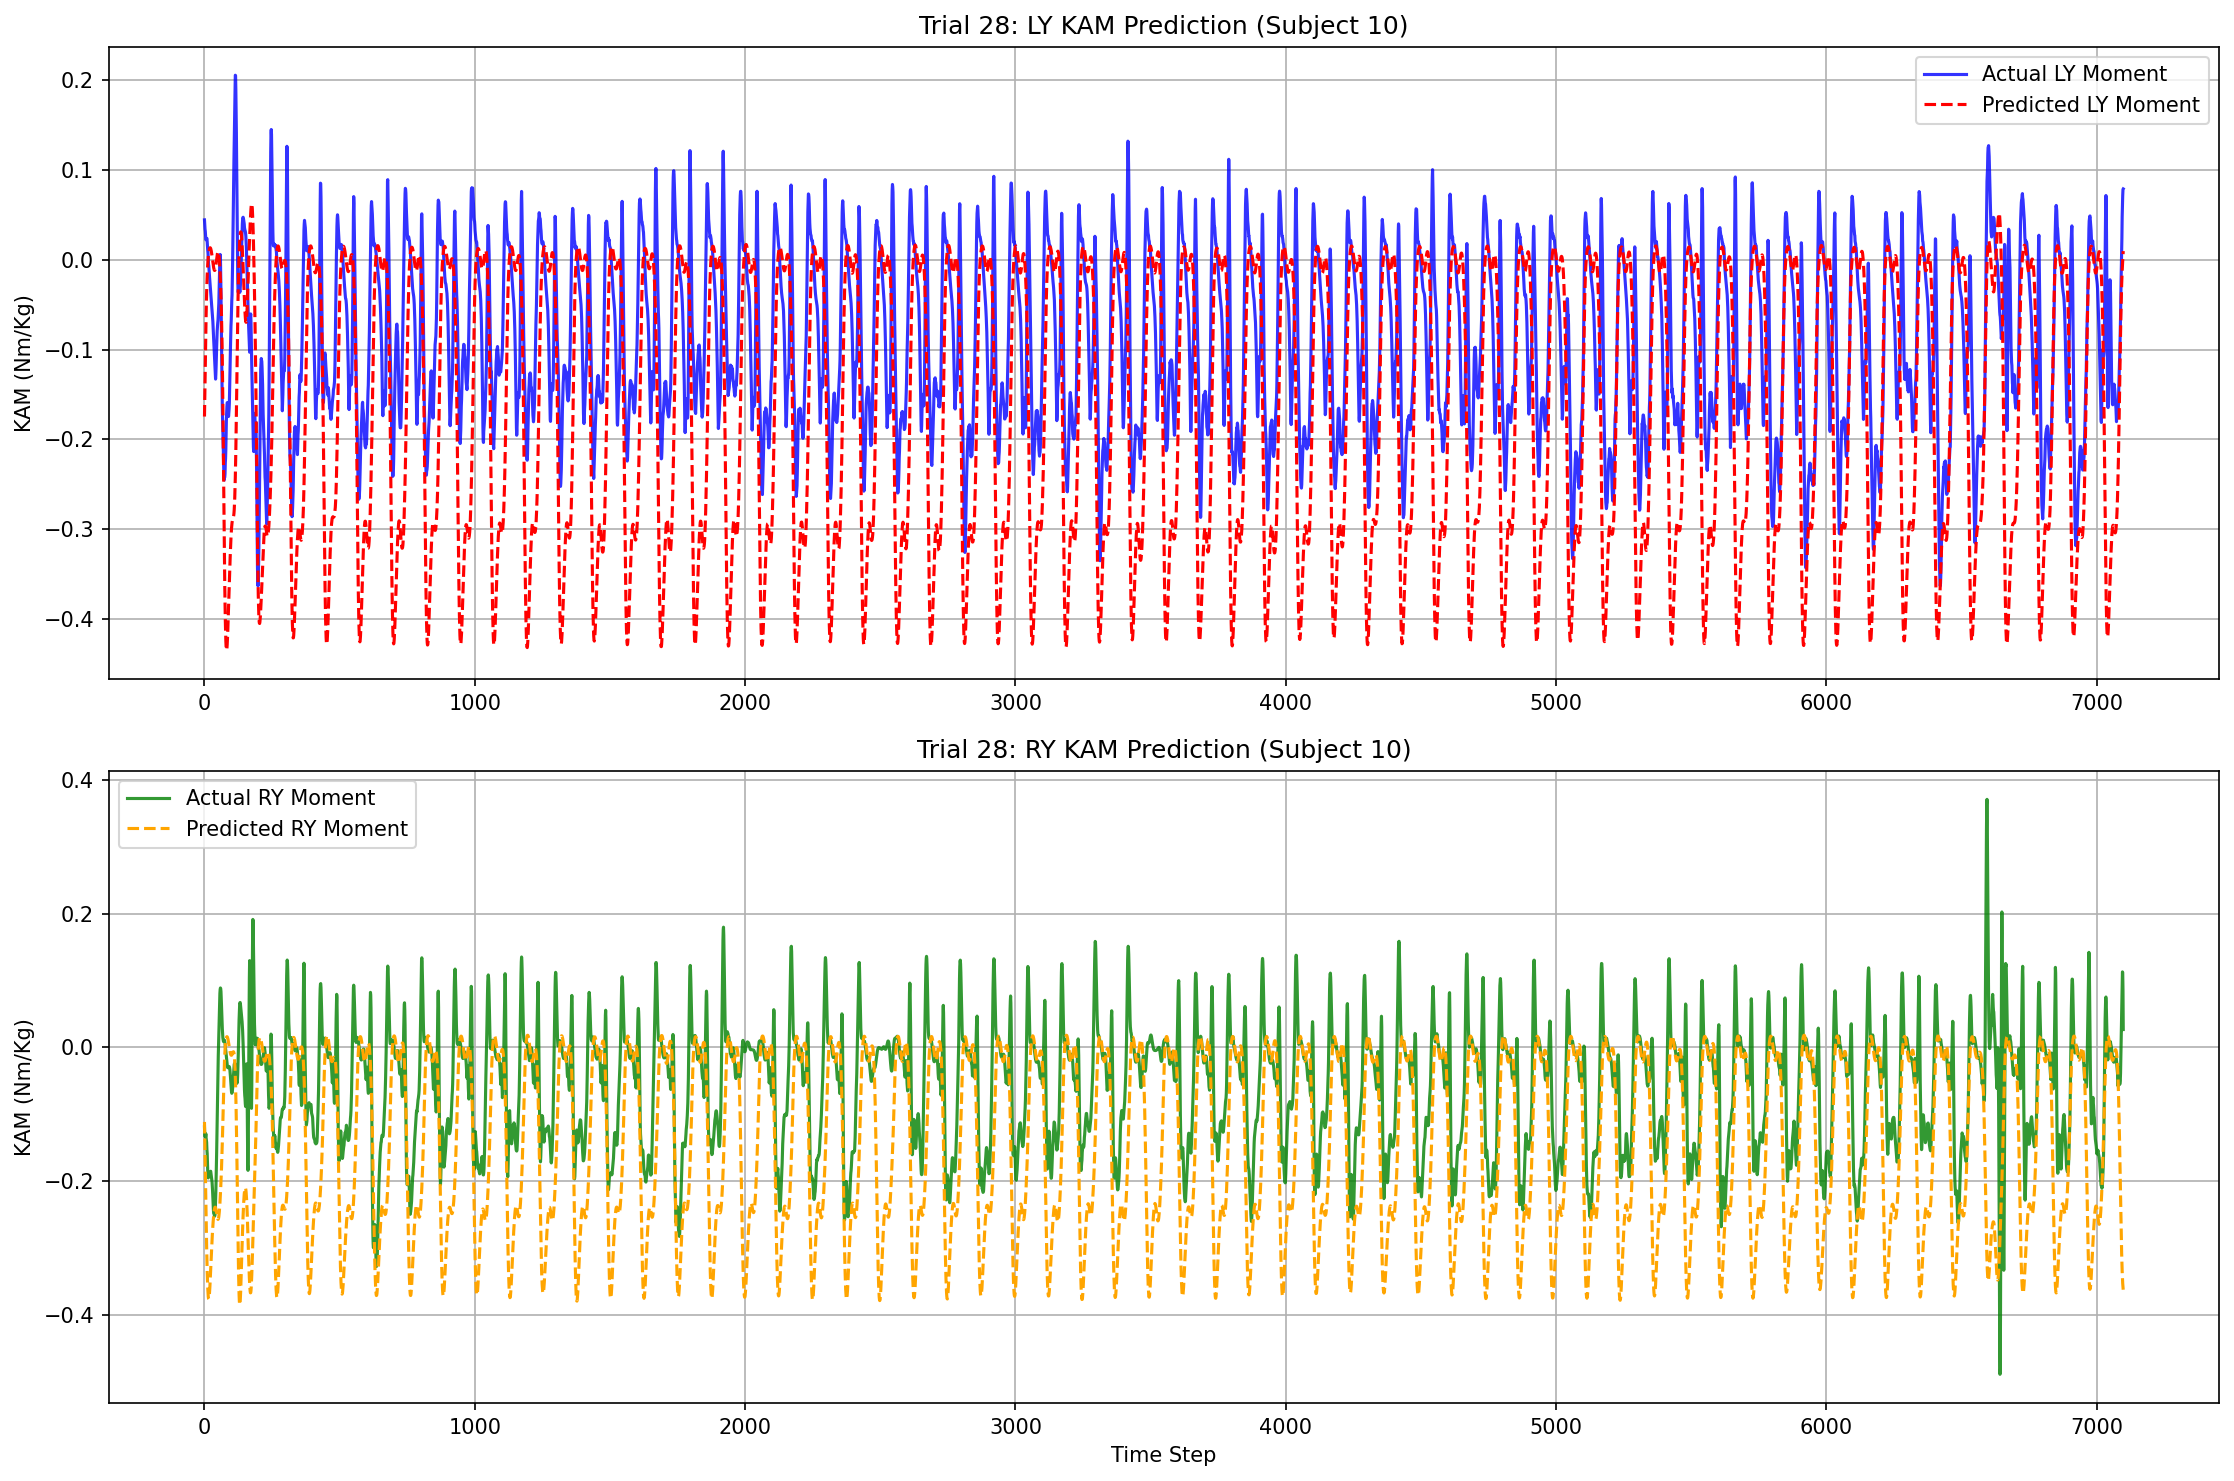 Trial 28: LY KAM Prediction (Subject 10)
KAM (Nm/Kg)
0.2
0.1
0.0
−0.1
−0.2
−0.3
−0.4
Actual LY Moment
Predicted LY Moment
0 1000 2000 3000 4000 5000 6000 7000
Trial 28: RY KAM Prediction (Subject 10)
KAM (Nm/Kg)
0.4
0.2
0.0
−0.2
−0.4
Actual RY Moment
Predicted RY Moment
0 1000 2000 3000 4000 5000 6000 7000
Time Step